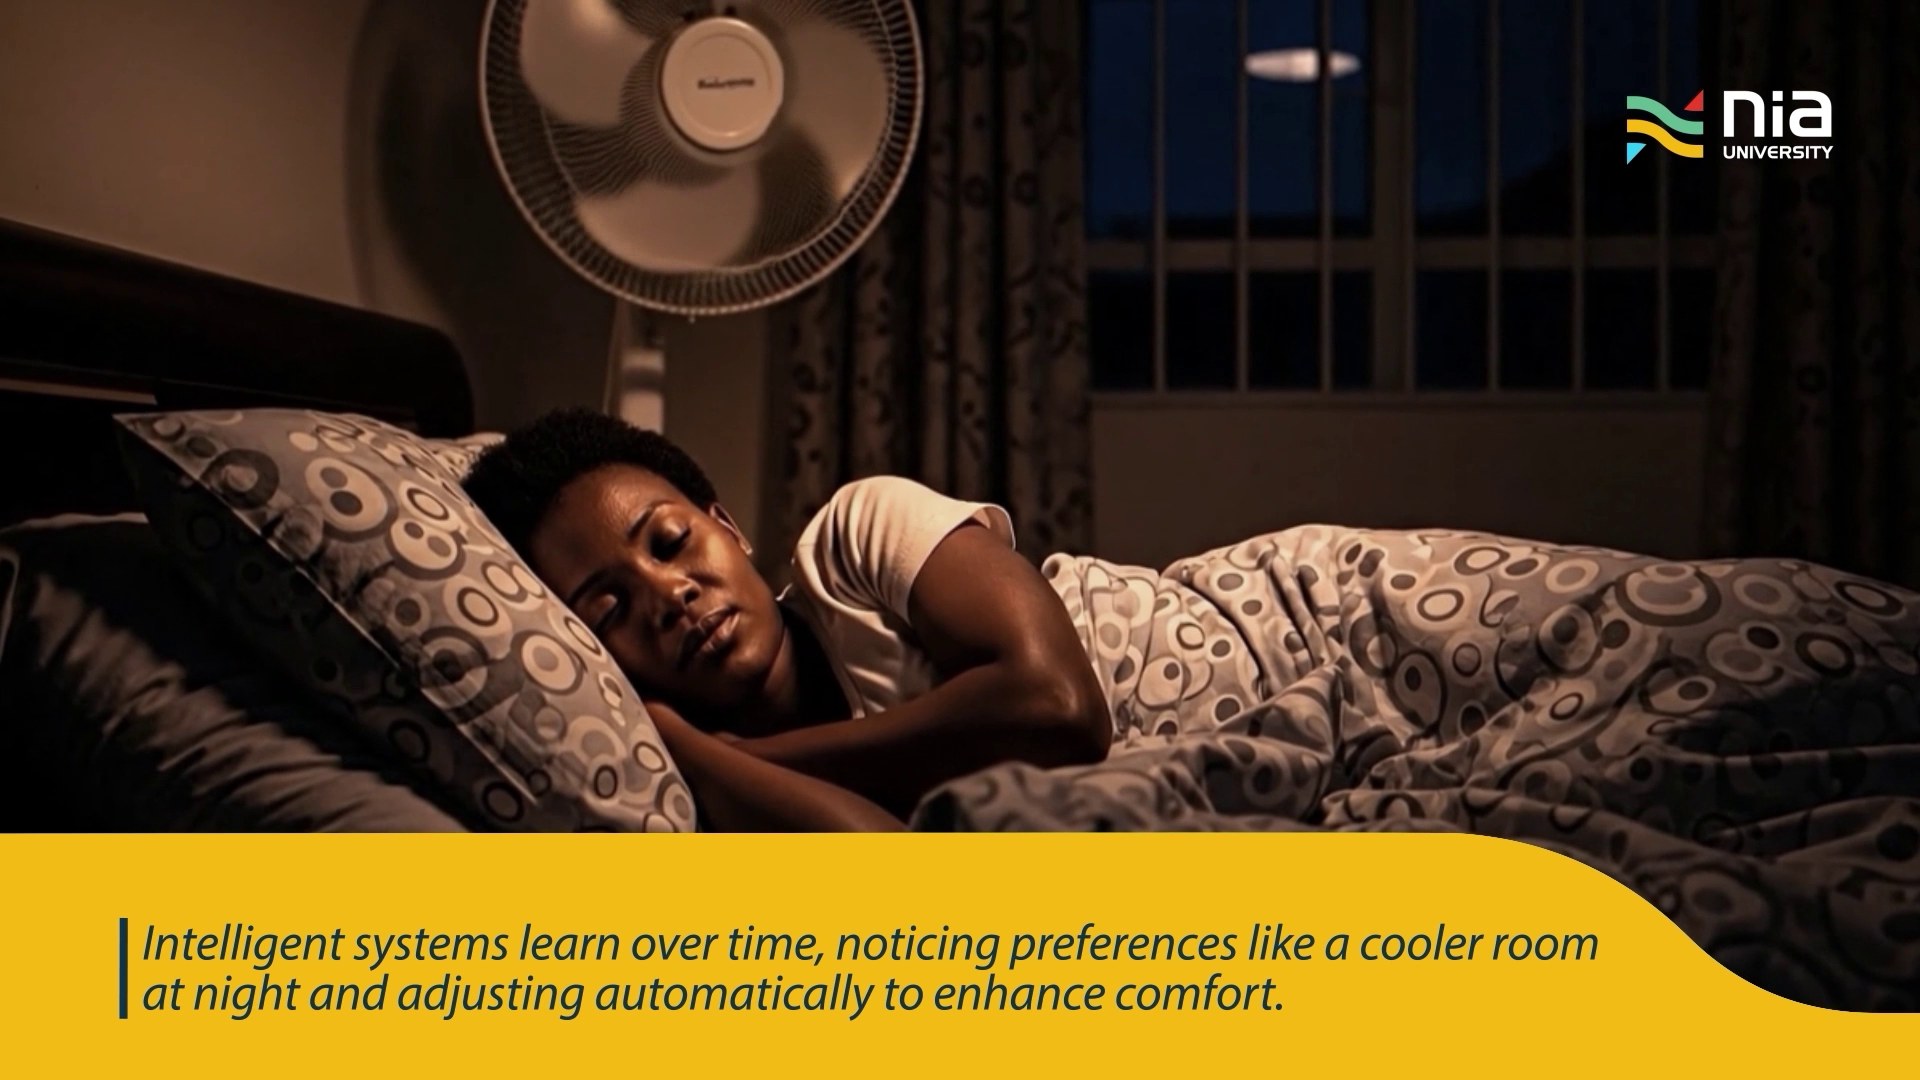 nia
UNIVERSITY
Intelligent systems learn over time, noticing preferences like a cooler room
at night and adjusting automatically to enhance comfort.